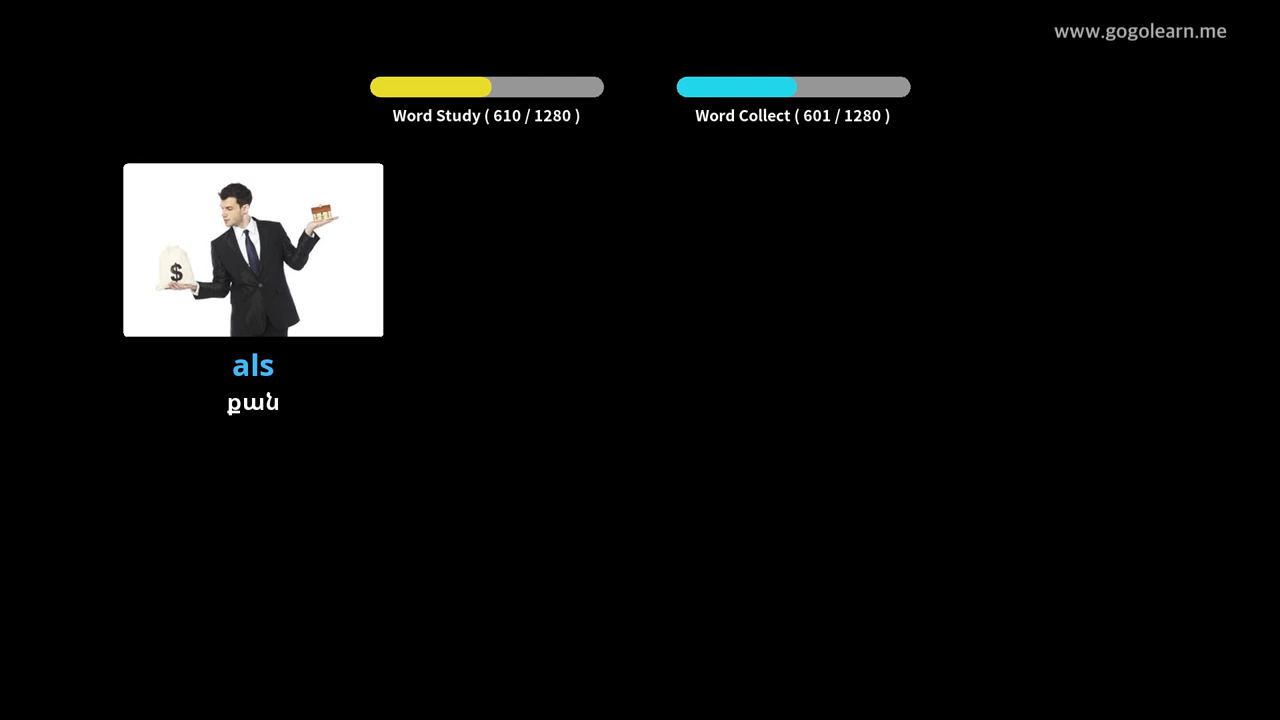 www.gogolearn.me
Word Study ( 610 / 1280 )
Word Collect ( 601 / 1280 )
$
als
քան